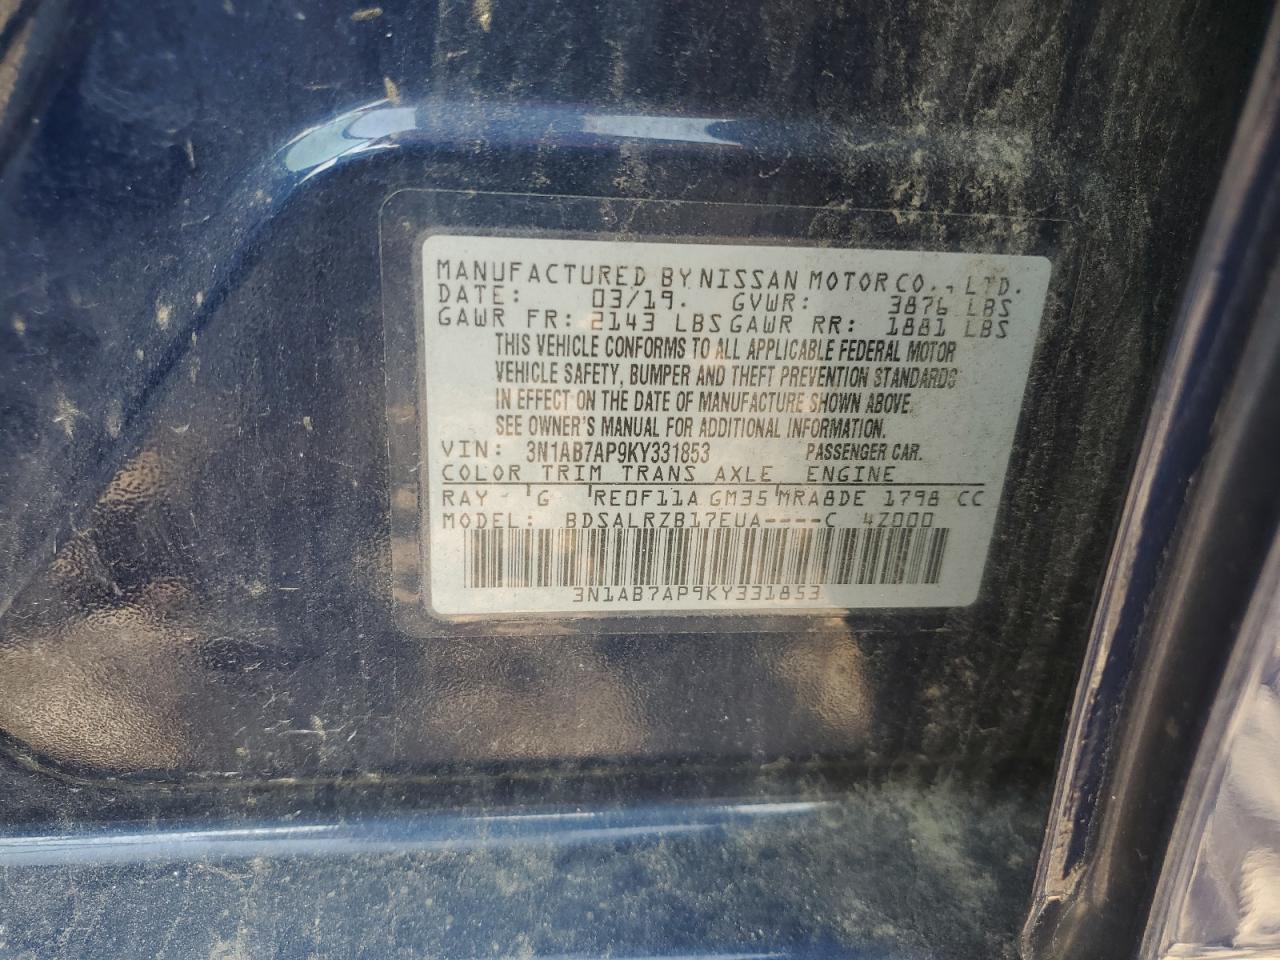 MANUFACTURED BY NISSAN MOTOR CO., LTD.
DATE: 03/19. GVWR: 3876 LBS
GAWR FR: 2143 LBS GAWR RR: 1881 LBS
THIS VEHICLE CONFORMS TO ALL APPLICABLE FEDERAL MOTOR
VEHICLE SAFETY, BUMPER AND THEFT PREVENTION STANDARDS
IN EFFECT ON THE DATE OF MANUFACTURE SHOWN ABOVE.
SEE OWNER'S MANUAL FOR ADDITIONAL INFORMATION.
VIN: 3N1AB7AP9KY331853 PASSENGER CAR.
COLOR TRIM TRANS AXLE ENGINE
RAY G RE0F11A GM35 MRA8DE 1798 CC
MODEL: BDSALRZB17EUA----C 4Z000
3N1AB7AP9KY331853